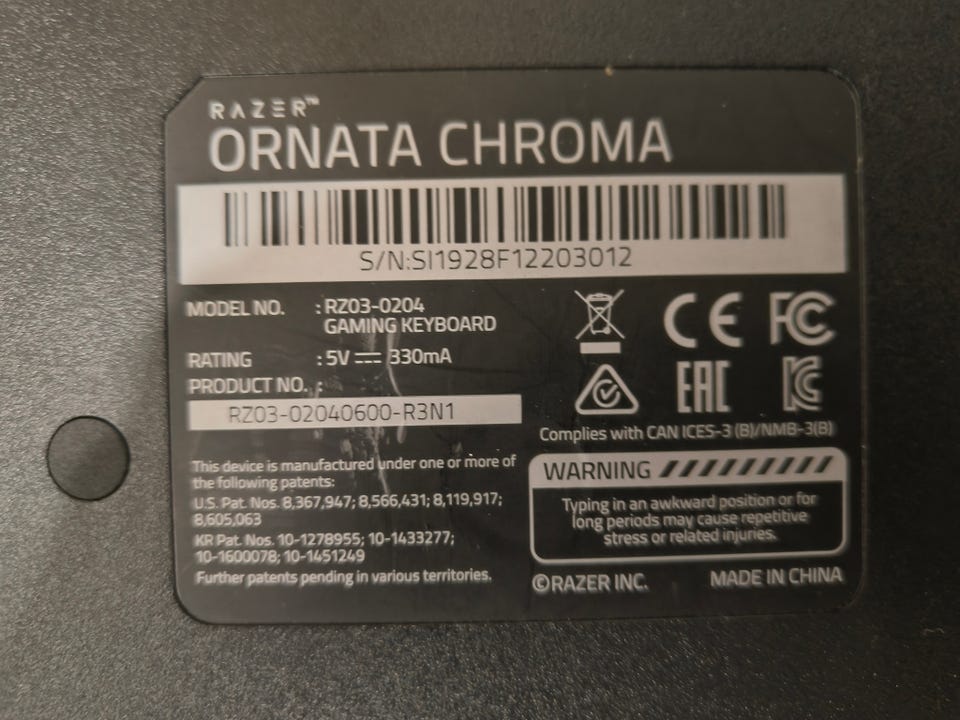 RAZER™
ORNATA CHROMA
S/N:SI1928F12203012
MODEL NO. : RZ03-0204
GAMING KEYBOARD
RATING : 5V ⎓ 330mA
PRODUCT NO. :
RZ03-02040600-R3N1
This device is manufactured under one or more of
the following patents:
U.S. Pat. Nos. 8,367,947; 8,566,431; 8,119,917;
8,605,063
KR Pat. Nos. 10-1278955; 10-1433277;
10-1600078; 10-1451249
Further patents pending in various territories.
CE FC
EAC KC
Complies with CAN ICES-3 (B)/NMB-3(B)
WARNING
Typing in an awkward position or for
long periods may cause repetitive
stress or related injuries.
©RAZER INC. MADE IN CHINA